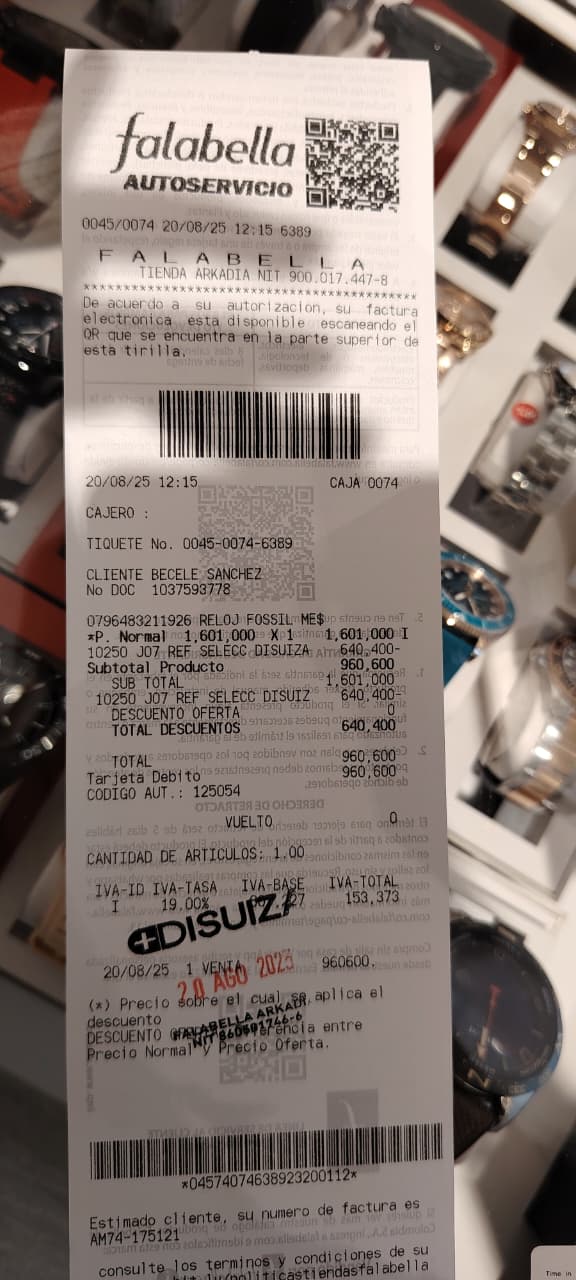 falabella
AUTOSERVICIO
0045/0074 20/08/25 12:15 6389
F A L A B E L L A
TIENDA ARKADIA NIT 900.017.447-8
****************************************
De acuerdo a su autorizacion, su factura
electronica esta disponible escaneando el
QR que se encuentra en la parte superior de
esta tirilla.
20/08/25 12:15 CAJA 0074
CAJERO :
TIQUETE No. 0045-0074-6389
CLIENTE BECELE SANCHEZ
No DOC 1037593778
0796483211926 RELOJ FOSSIL ME$
*P. Normal 1,601,000 X 1 1,601,000 I
10250 J07 REF SELECC DISUIZA 640,400-
Subtotal Producto 960,600
SUB TOTAL 1,601,000
10250 J07 REF SELECC DISUIZ 640,400-
DESCUENTO OFERTA 0
TOTAL DESCUENTOS 640,400
TOTAL 960,600
Tarjeta Debito 960,600
CODIGO AUT.: 125054
VUELTO 0
CANTIDAD DE ARTICULOS: 1.00
IVA-ID IVA-TASA IVA-BASE IVA-TOTAL
I 19.00% 153,373
DISUIZA
20/08/25 1 VENTA 960600.
20 AGO 2025
(*) Precio sobre el cual se aplica el
descuento
FALABELLA ARKADI
DESCUENTO diferencia entre
Precio Normal y Precio Oferta.
*04574074638923200112*
Estimado cliente, su numero de factura es
AM74-175121
consulte los terminos y condiciones de su
politicastiendasfalabella
Time in